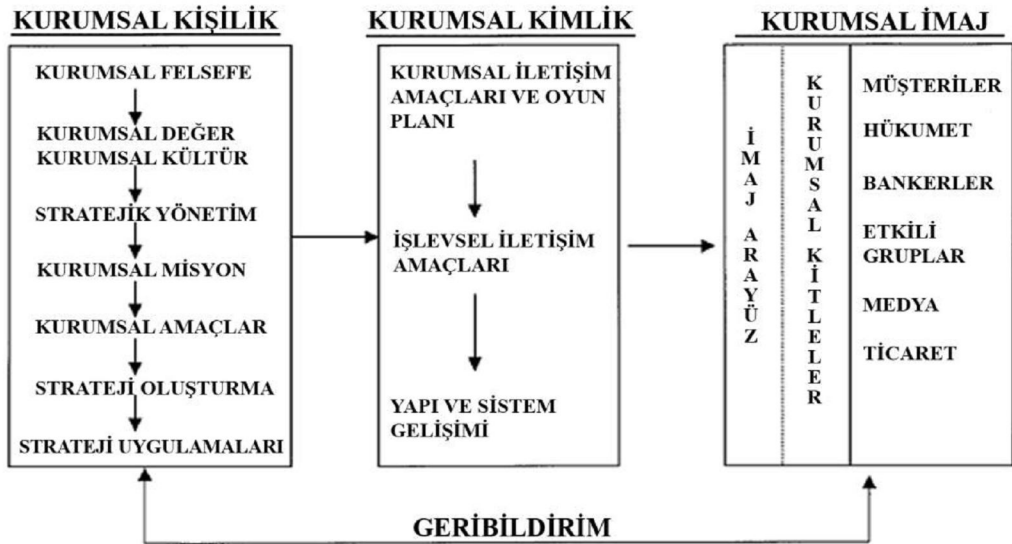 KURUMSAL KİŞİLİK
KURUMSAL FELSEFE
KURUMSAL DEĞER
KURUMSAL KÜLTÜR
STRATEJİK YÖNETİM
KURUMSAL MİSYON
KURUMSAL AMAÇLAR
STRATEJİ OLUŞTURMA
STRATEJİ UYGULAMALARI
KURUMSAL KİMLİK
KURUMSAL İLETİŞİM
AMAÇLARI VE OYUN
PLANI
İŞLEVSEL İLETİŞİM
AMAÇLARI
YAPI VE SİSTEM
GELİŞİMİ
KURUMSAL İMAJ
İMAJ ARAYÜZ
KURUMSAL KİTLELER
MÜŞTERİLER
HÜKUMET
BANKERLER
ETKİLİ
GRUPLAR
MEDYA
TİCARET
GERİBİLDİRİM